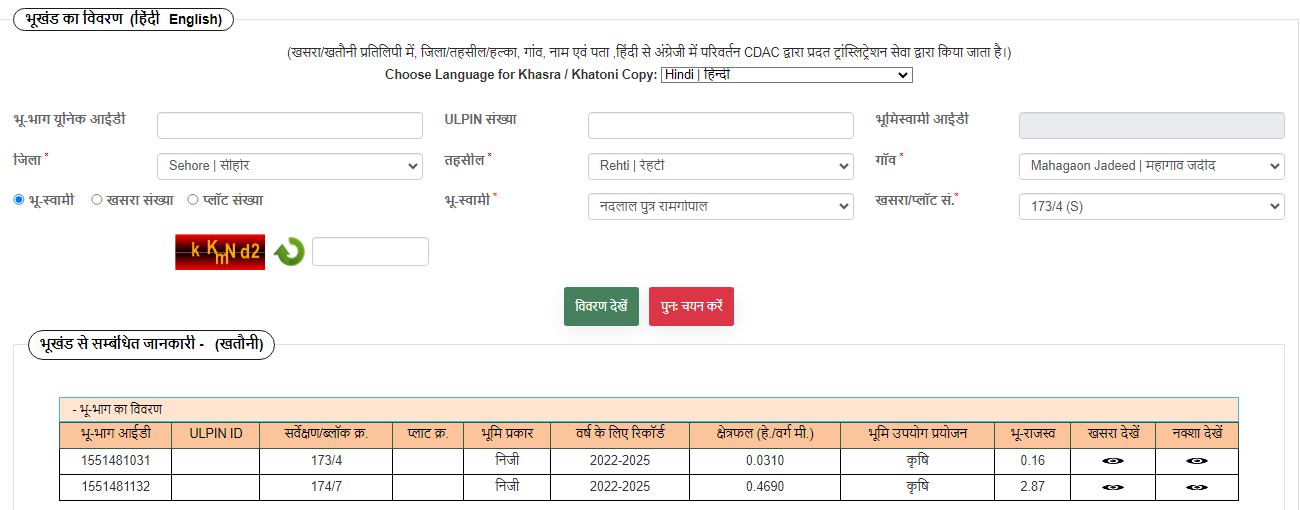 भूखंड का विवरण (हिंदी English)
(खसरा/खतौनी प्रतिलिपी में, जिला/तहसील/हल्का, गांव, नाम एवं पता ,हिंदी से अंग्रेजी में परिवर्तन CDAC द्वारा प्रदत ट्रांस्लिट्रेशन सेवा द्वारा किया जाता है।)
Choose Language for Khasra / Khatoni Copy: Hindi | हिन्दी
भू-भाग यूनिक आईडी ULPIN संख्या भूमिस्वामी आईडी
जिला * Sehore | सीहोर तहसील * Rehti | रेहटी गाँव * Mahagaon Jadeed | महागाव जदीद
भू-स्वामी खसरा संख्या प्लॉट संख्या भू-स्वामी * नदलाल पुत्र रामगोपाल खसरा/प्लॉट सं.* 173/4 (S)
k K m N d2
विवरण देखें पुनः चयन करें
भूखंड से सम्बंधित जानकारी - (खतौनी)
- भू-भाग का विवरण
भू-भाग आईडी ULPIN ID सर्वेक्षण/ब्लॉक क्र. प्लाट क्र. भूमि प्रकार वर्ष के लिए रिकॉर्ड क्षेत्रफल (हे./वर्ग मी.) भूमि उपयोग प्रयोजन भू-राजस्व खसरा देखें नक्शा देखें
1551481031 173/4 निजी 2022-2025 0.0310 कृषि 0.16
1551481132 174/7 निजी 2022-2025 0.4690 कृषि 2.87